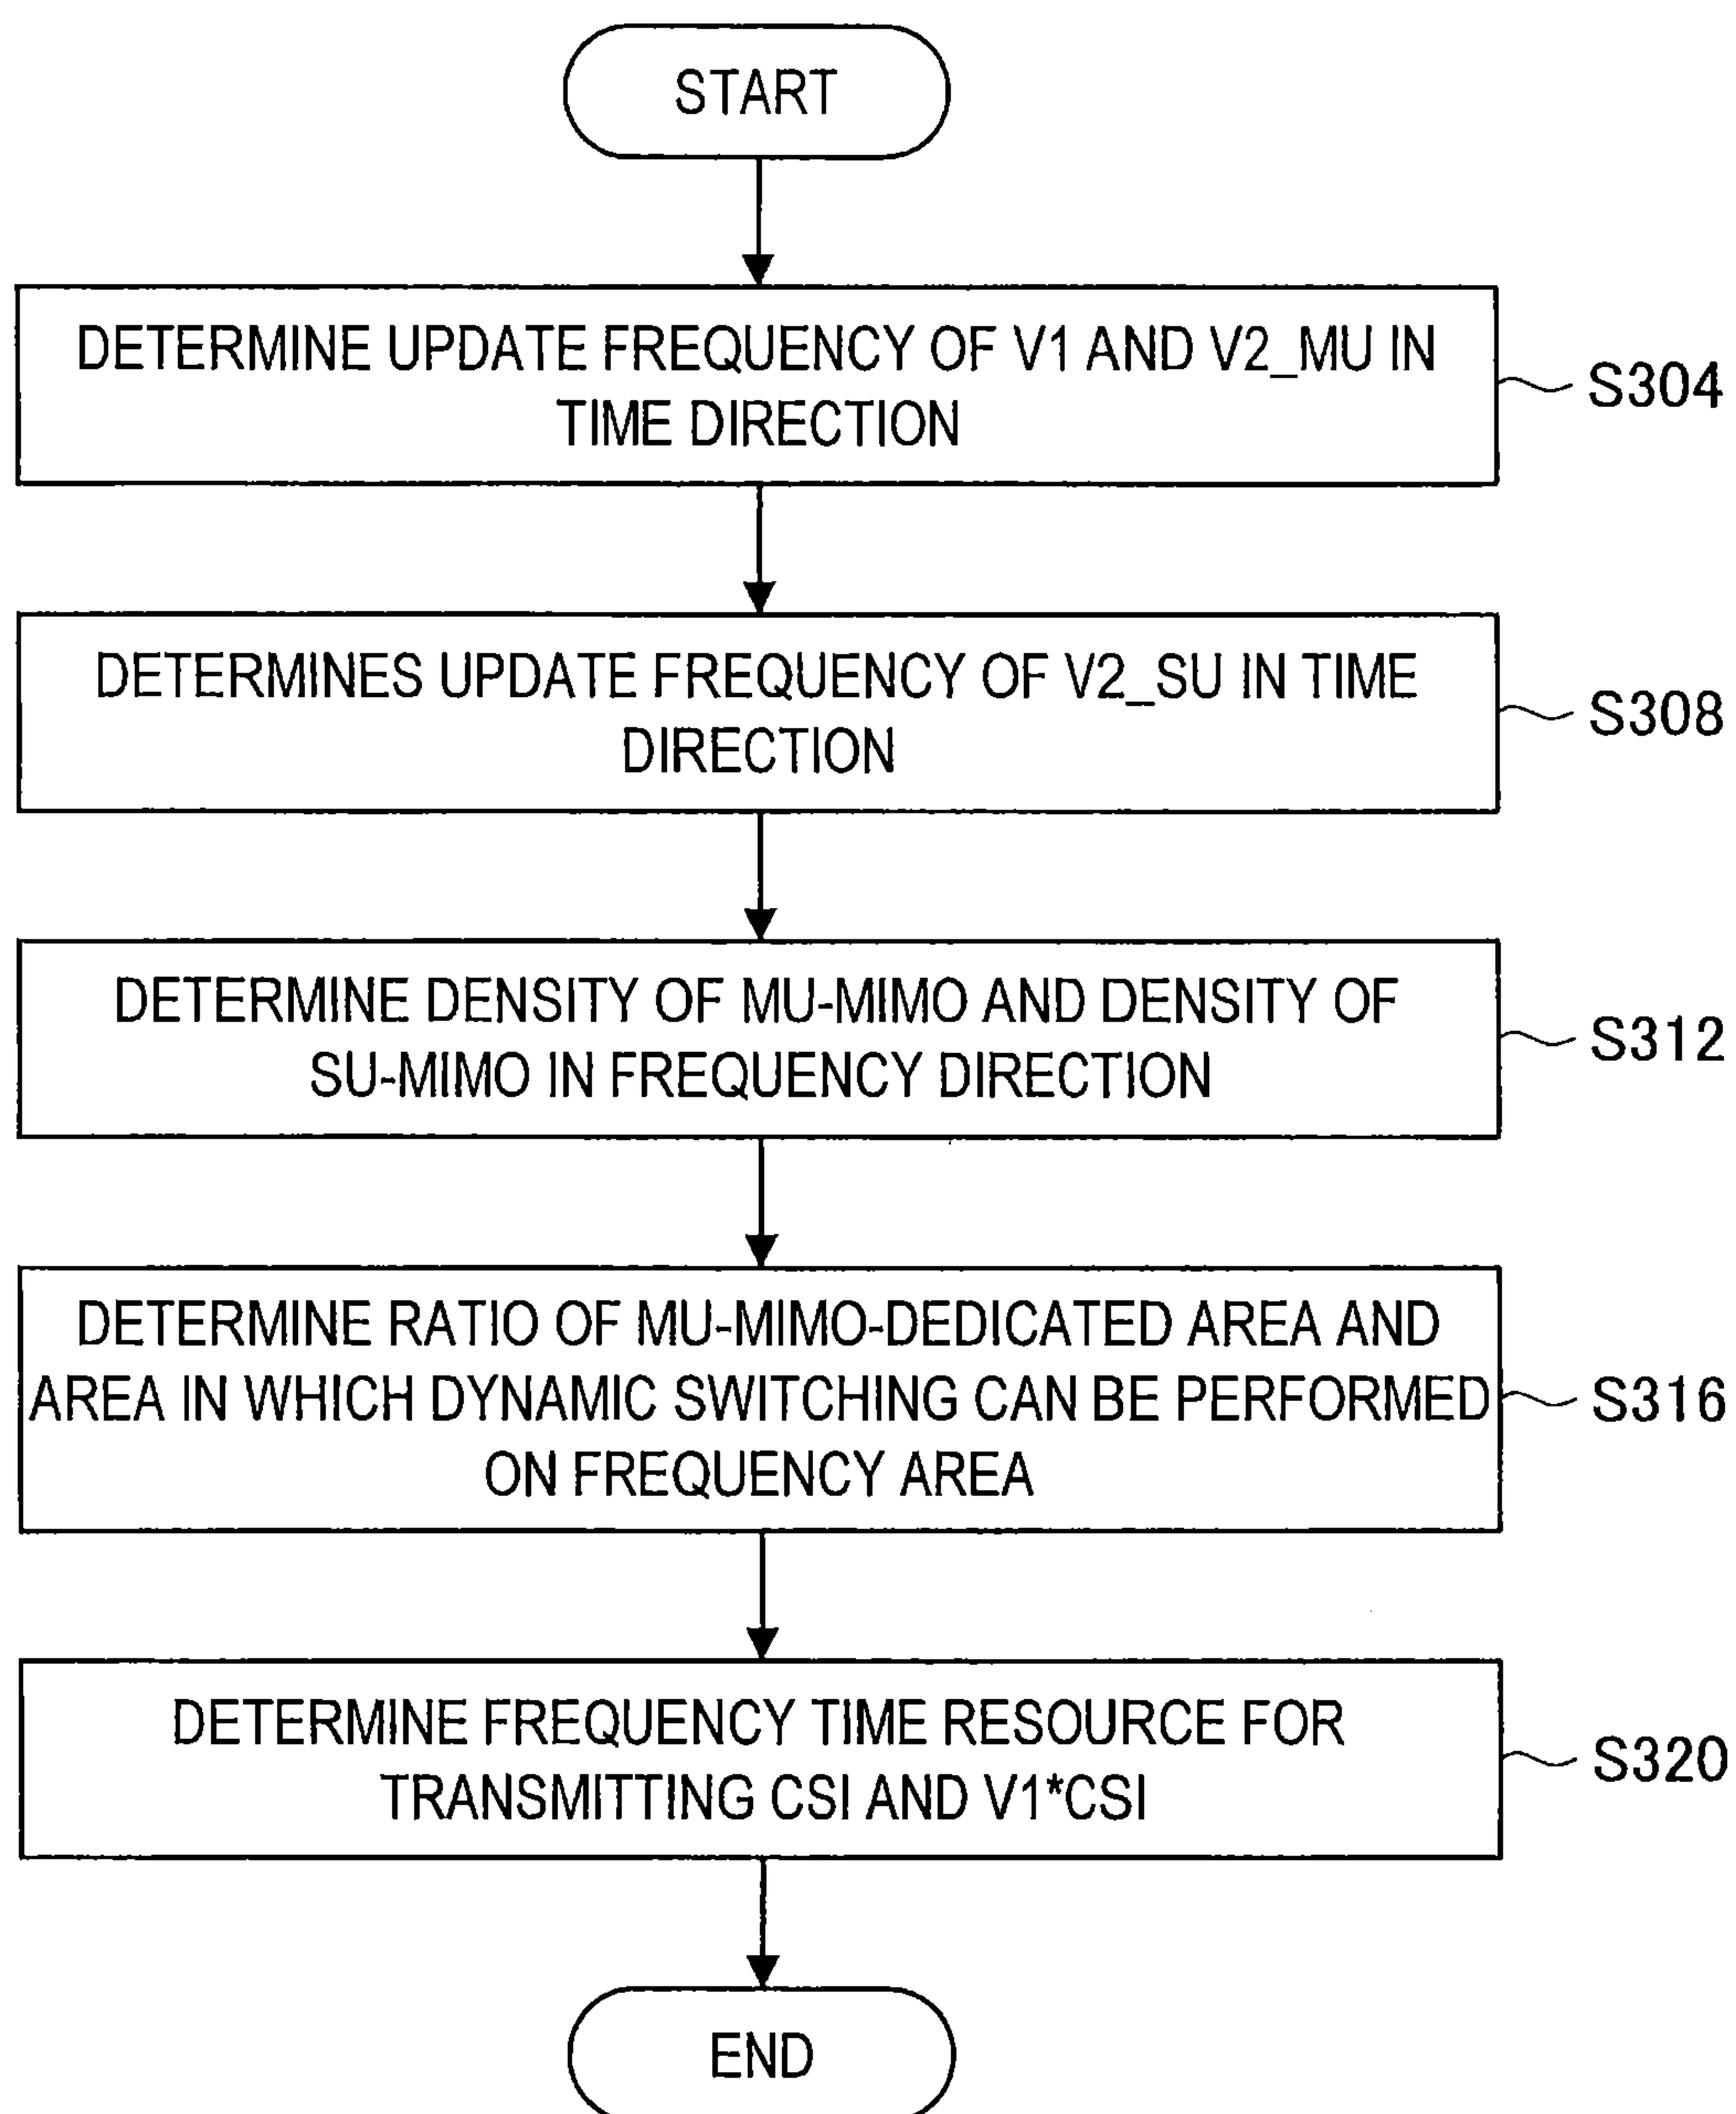 START
DETERMINE UPDATE FREQUENCY OF V1 AND V2_MU IN
TIME DIRECTION
S304
DETERMINES UPDATE FREQUENCY OF V2_SU IN TIME
DIRECTION
S308
DETERMINE DENSITY OF MU-MIMO AND DENSITY OF
SU-MIMO IN FREQUENCY DIRECTION
S312
DETERMINE RATIO OF MU-MIMO-DEDICATED AREA AND
AREA IN WHICH DYNAMIC SWITCHING CAN BE PERFORMED
ON FREQUENCY AREA
S316
DETERMINE FREQUENCY TIME RESOURCE FOR
TRANSMITTING CSI AND V1*CSI
S320
END